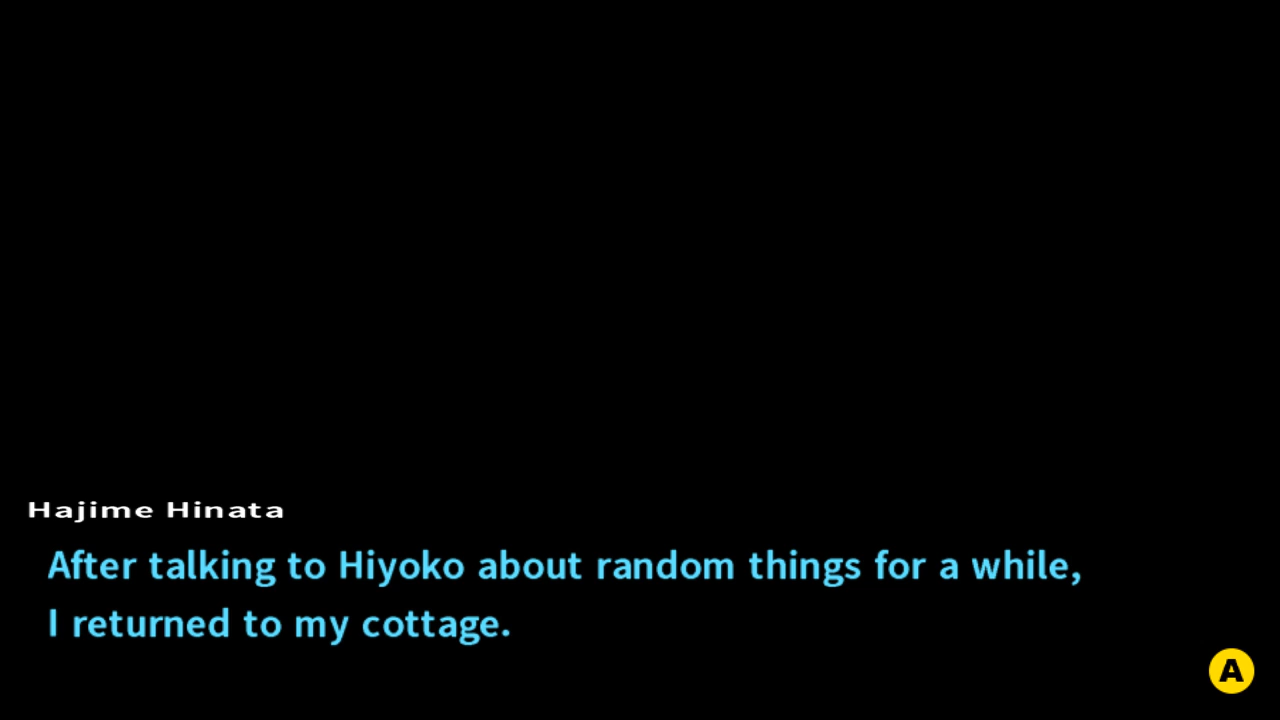 Hajime Hinata
After talking to Hiyoko about random things for a while,
I returned to my cottage.
A